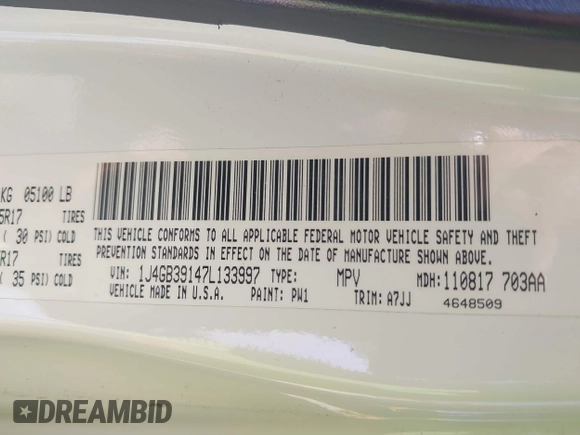 KG 05100 LB
5R17 TIRES
( 30 PSI) COLD
R17 TIRES
( 35 PSI) COLD
THIS VEHICLE CONFORMS TO ALL APPLICABLE FEDERAL MOTOR VEHICLE SAFETY AND THEFT
PREVENTION STANDARDS IN EFFECT ON THE DATE OF MANUFACTURE SHOWN ABOVE.
VIN: 1J4GB39147L133997 TYPE: MPV MDH: 110817 703AA
VEHICLE MADE IN U.S.A. PAINT: PW1 TRIM: A7JJ 4648509
DREAMBID